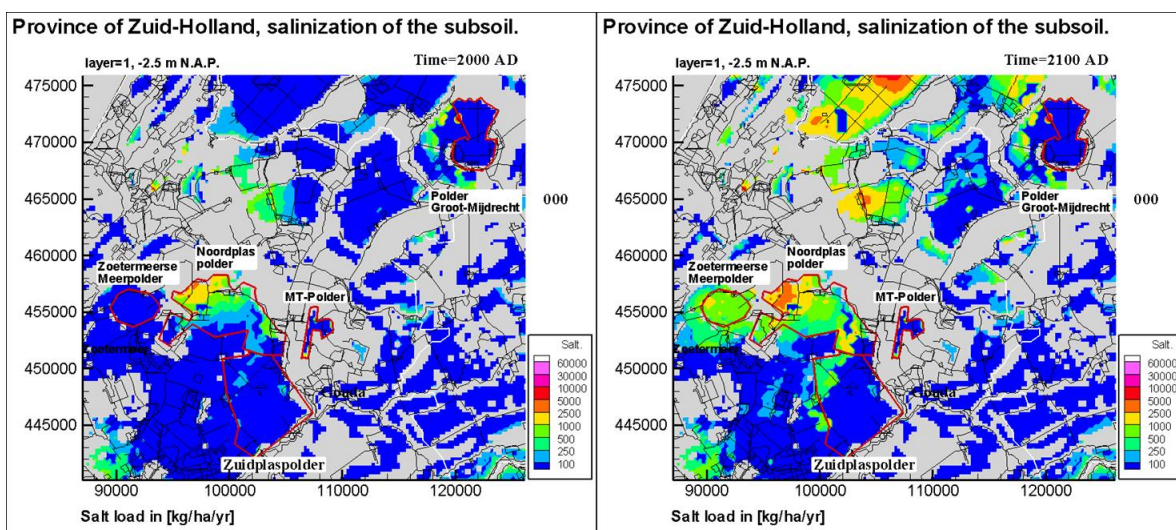 Province of Zuid-Holland, salinization of the subsoil.
layer=1, -2.5 m N.A.P.
Time=2000 AD
475000
470000
465000
460000
455000
450000
445000
Polder
Groot-Mijdrecht
000
Noordplas
polder
Zoetermeerse
Meerpolder
MT-Polder
Zoetermeer
Gouda
Zuidplaspolder
Salt.
60000
30000
10000
5000
2500
1000
500
250
100
90000
100000
110000
120000
Salt load in [kg/ha/yr]
Province of Zuid-Holland, salinization of the subsoil.
layer=1, -2.5 m N.A.P.
Time=2100 AD
475000
470000
465000
460000
455000
450000
445000
Polder
Groot-Mijdrecht
000
Noordplas
polder
Zoetermeerse
Meerpolder
MT-Polder
Zoetermeer
Gouda
Zuidplaspolder
Salt.
60000
30000
10000
5000
2500
1000
500
250
100
90000
100000
110000
120000
Salt load in [kg/ha/yr]